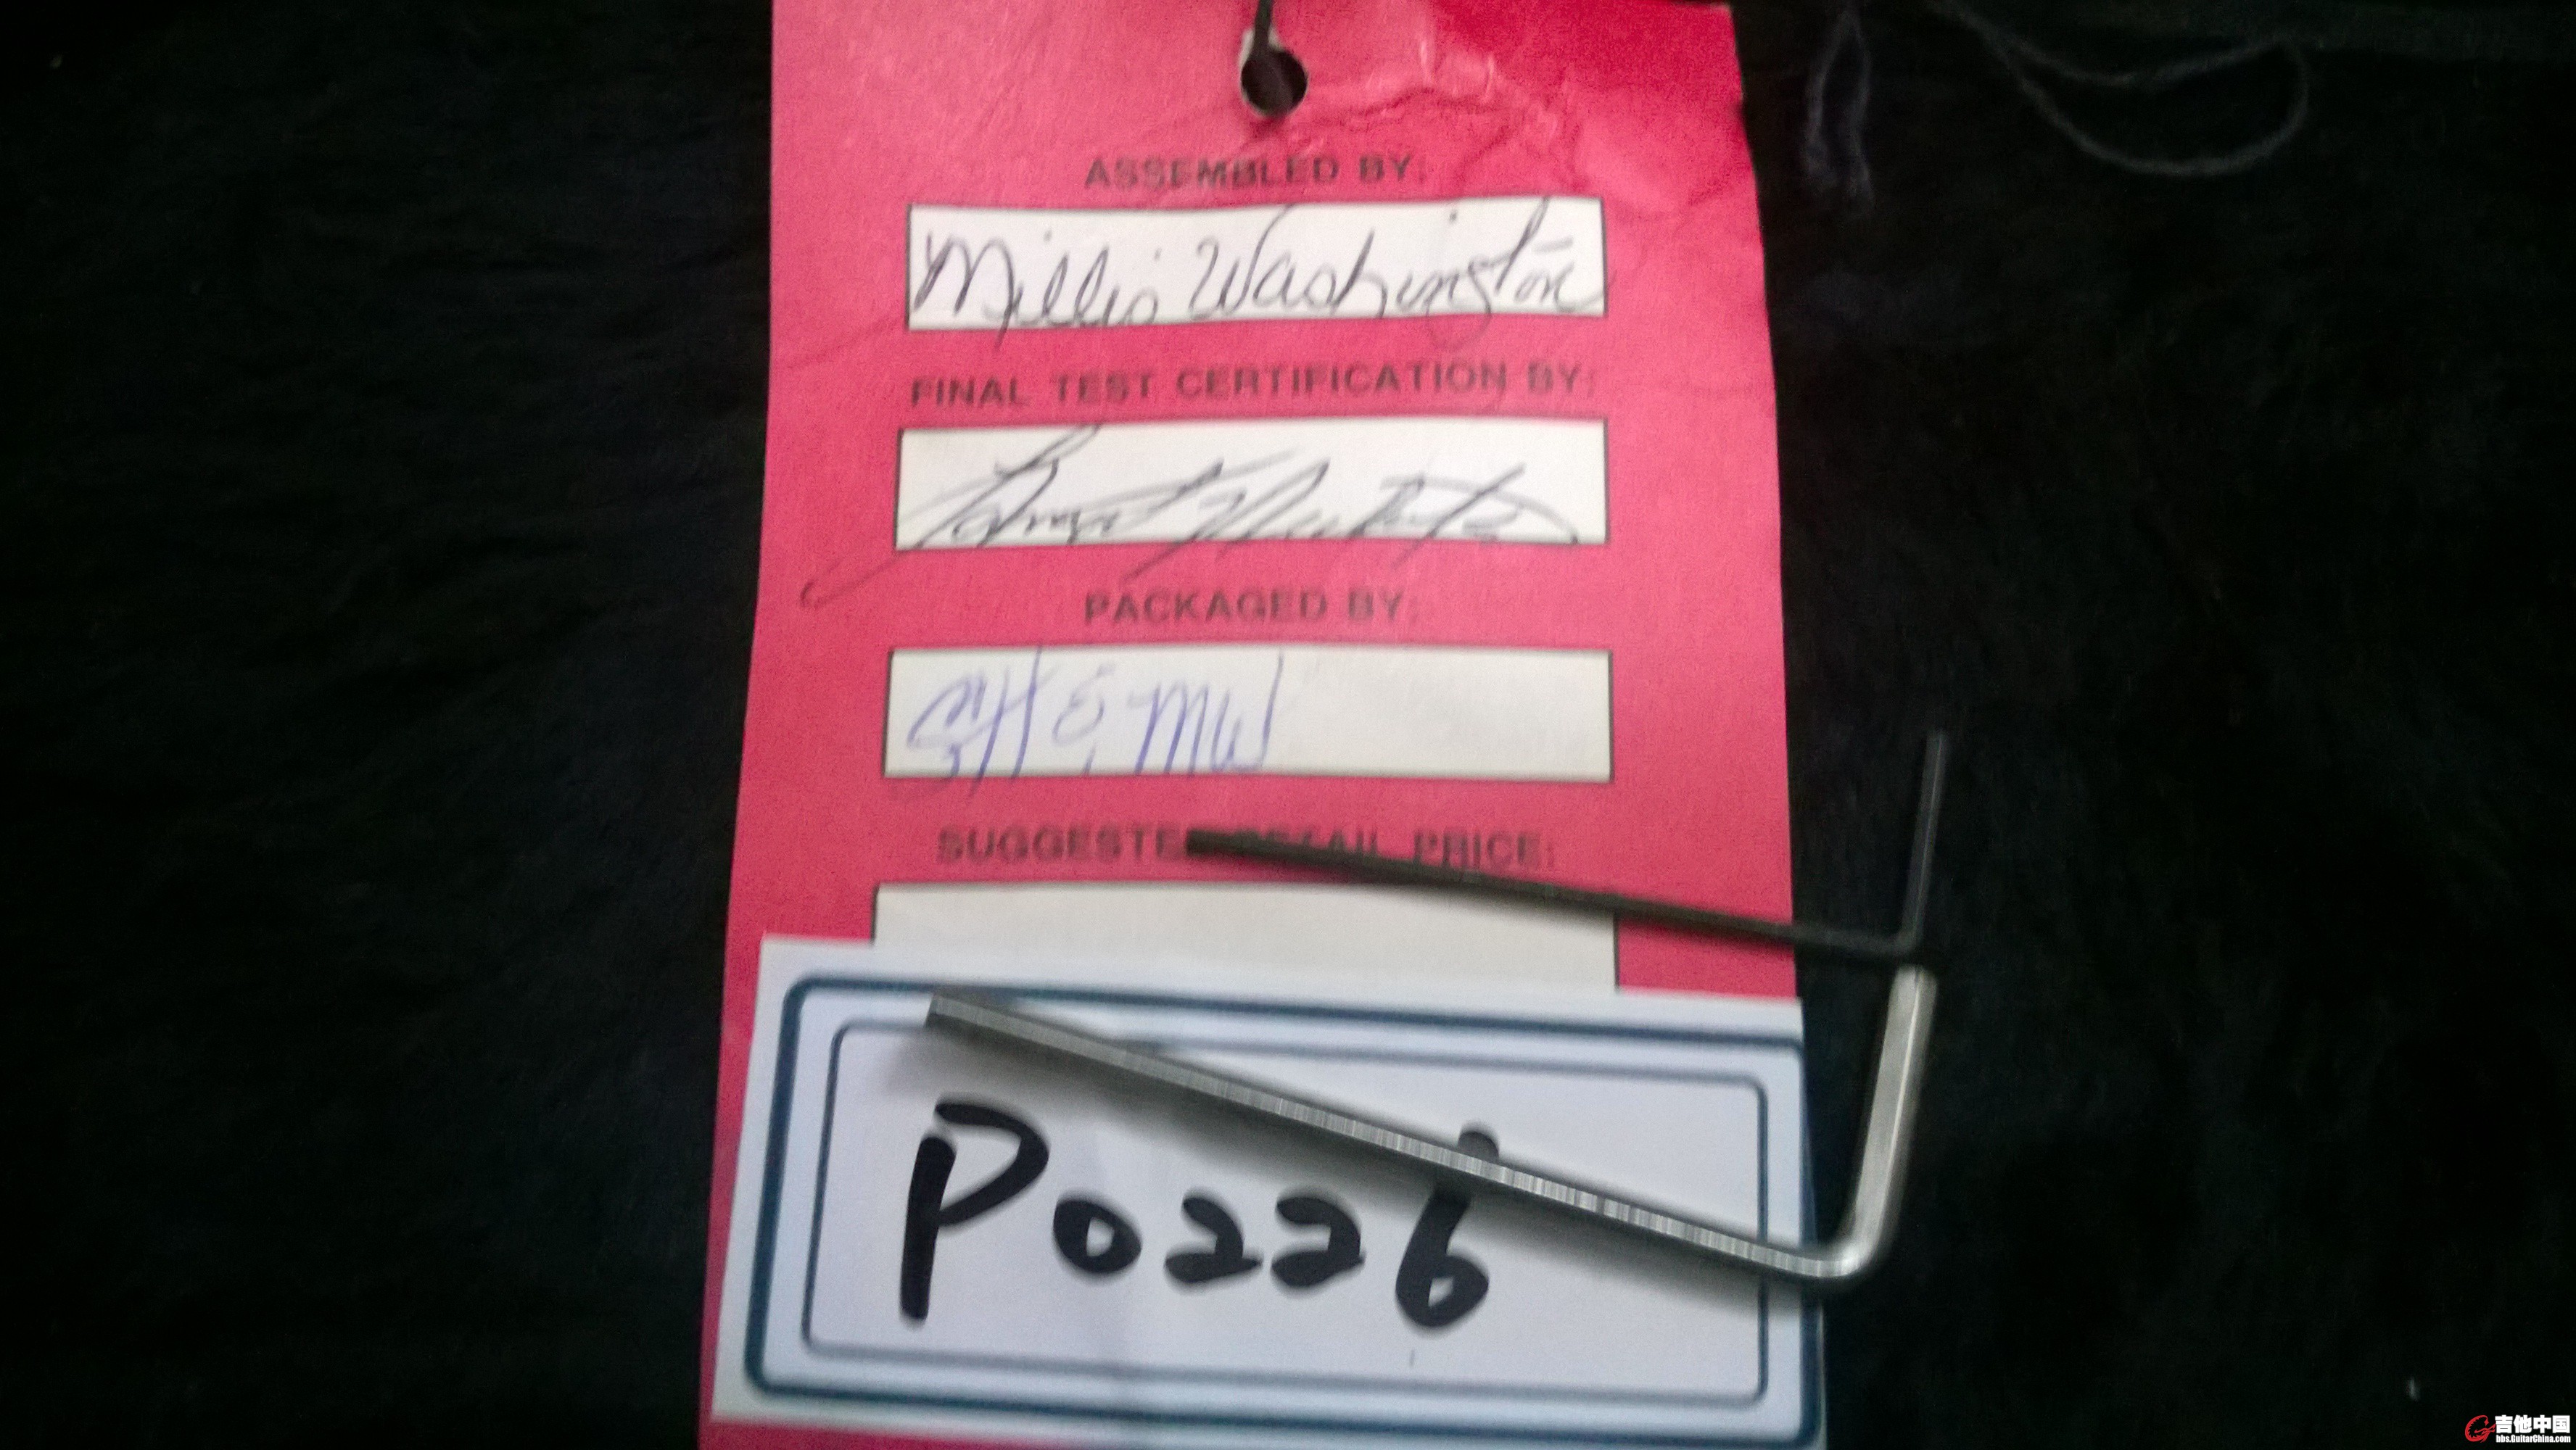 ASSEMBLED BY:
Millie Washington
FINAL TEST CERTIFICATION BY:
PACKAGED BY:
SH & MW
SUGGESTED RETAIL PRICE:
P0226
吉他中国
bbs.GuitarChina.com